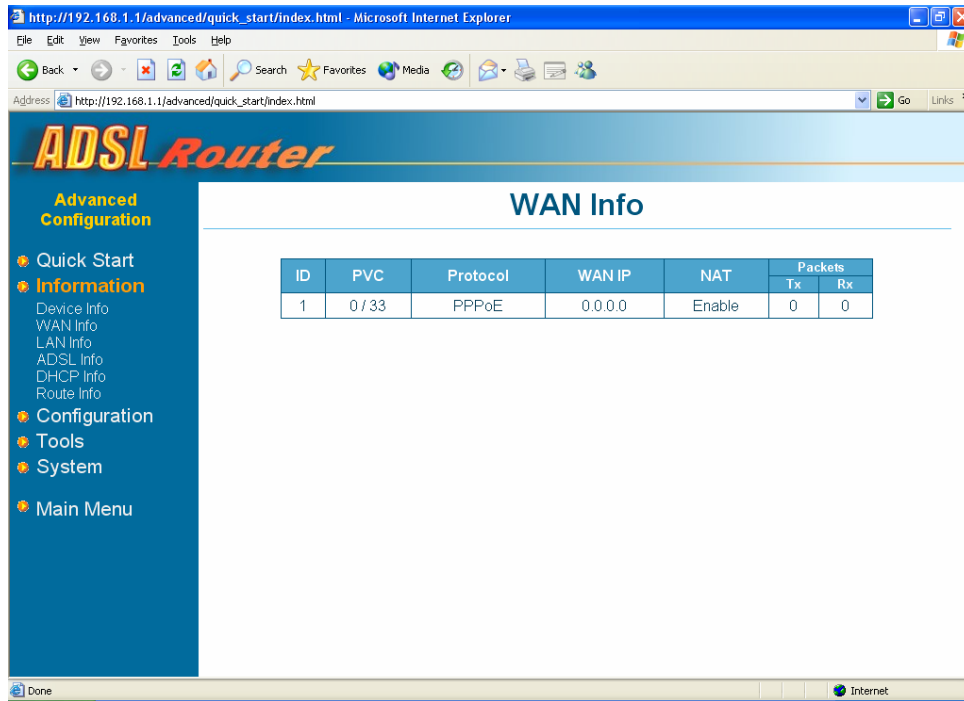 http://192.168.1.1/advanced/quick_start/index.html - Microsoft Internet Explorer
File Edit View Favorites Tools Help
Back Search Favorites Media
Address http://192.168.1.1/advanced/quick_start/index.html Go Links
ADSL Router
Advanced
Configuration
Quick Start
Information
Device Info
WAN Info
LAN Info
ADSL Info
DHCP Info
Route Info
Configuration
Tools
System
Main Menu
WAN Info
ID PVC Protocol WAN IP NAT Packets
Tx Rx
1 0 / 33 PPPoE 0.0.0.0 Enable 0 0
Done Internet